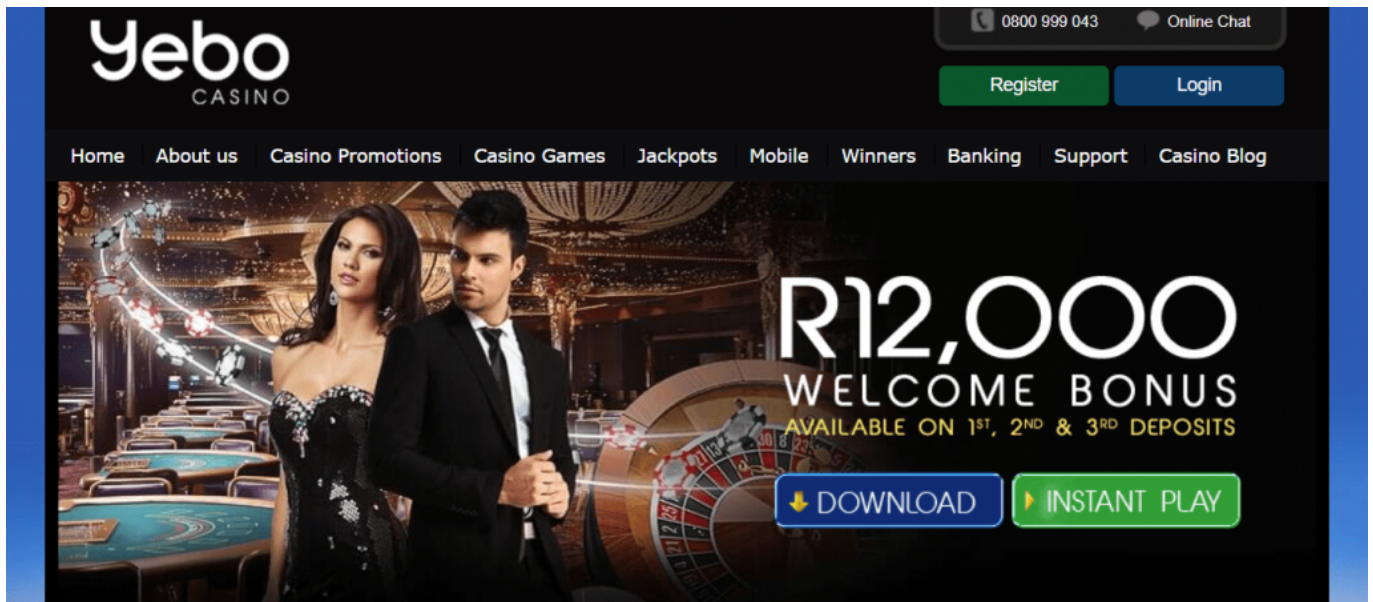 yebo
CASINO
0800 999 043 Online Chat
Register Login
Home About us Casino Promotions Casino Games Jackpots Mobile Winners Banking Support Casino Blog
R12,000
WELCOME BONUS
AVAILABLE ON 1ST, 2ND & 3RD DEPOSITS
DOWNLOAD INSTANT PLAY